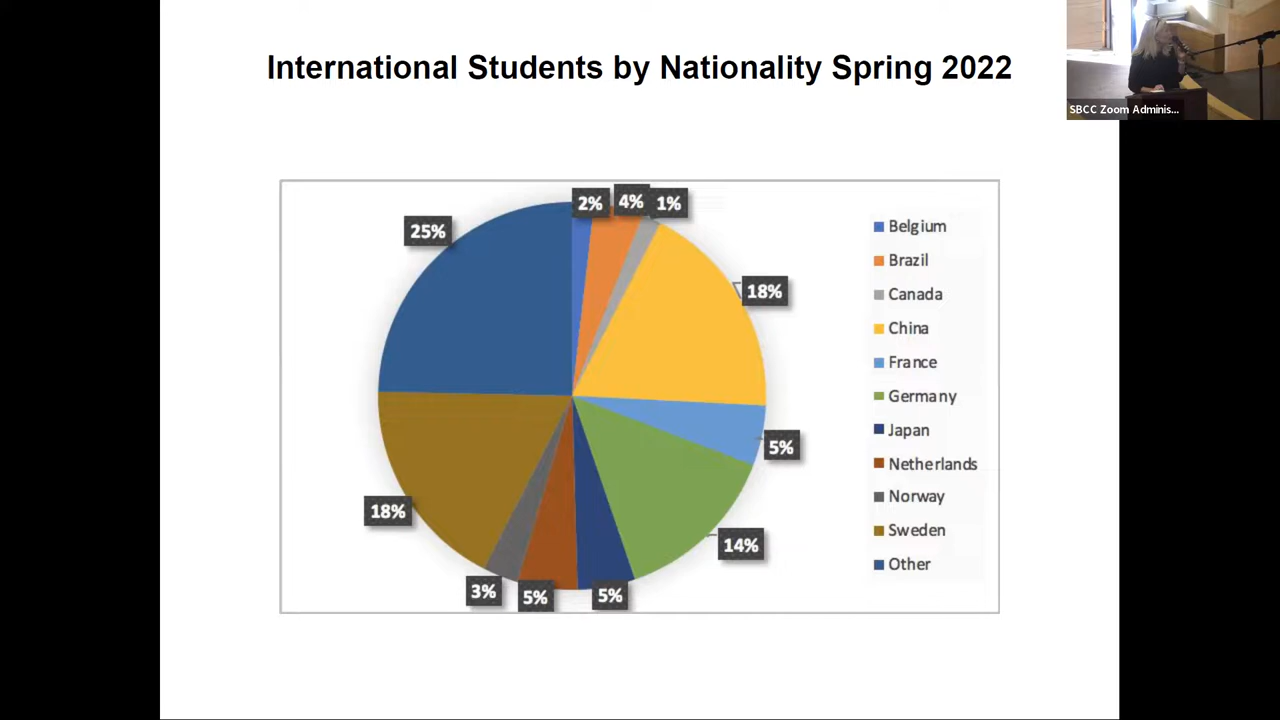 International Students by Nationality Spring 2022
SBCC Zoom Adminis...
2%
4%
1%
25%
18%
5%
14%
5%
5%
3%
18%
Belgium
Brazil
Canada
China
France
Germany
Japan
Netherlands
Norway
Sweden
Other